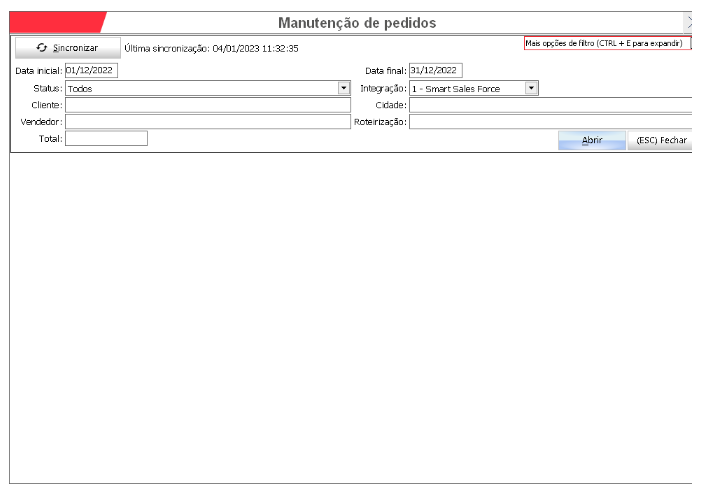 Manutenção de pedidos
Sincronizar Última sincronização: 04/01/2023 11:32:35 Mais opções de filtro (CTRL + E para expandir)
Data inicial: 01/12/2022 Data final: 31/12/2022
Status: Todos Integração: 1 - Smart Sales Force
Cliente: Cidade:
Vendedor: Roteirização:
Total: Abrir (ESC) Fechar